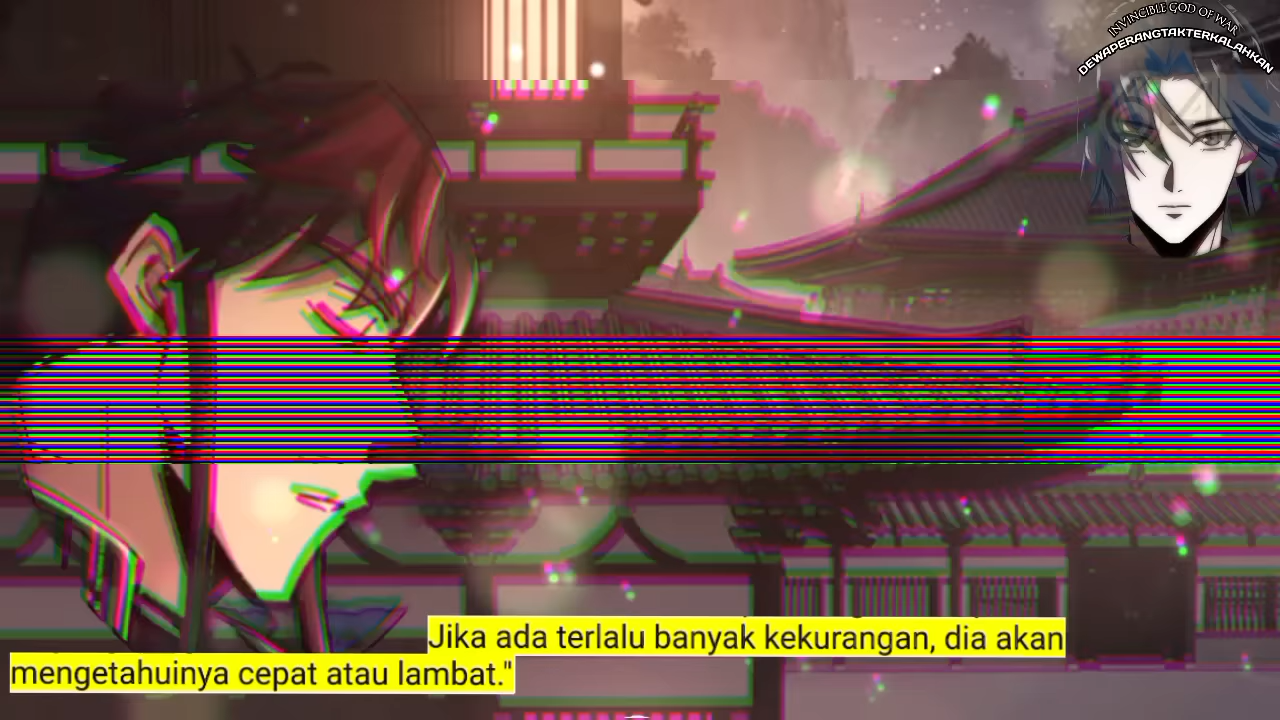 INVINCIBLE GOD OF WAR
DEWAPERANGTAKTERKALAHKAN
Jika ada terlalu banyak kekurangan, dia akan
mengetahuinya cepat atau lambat."